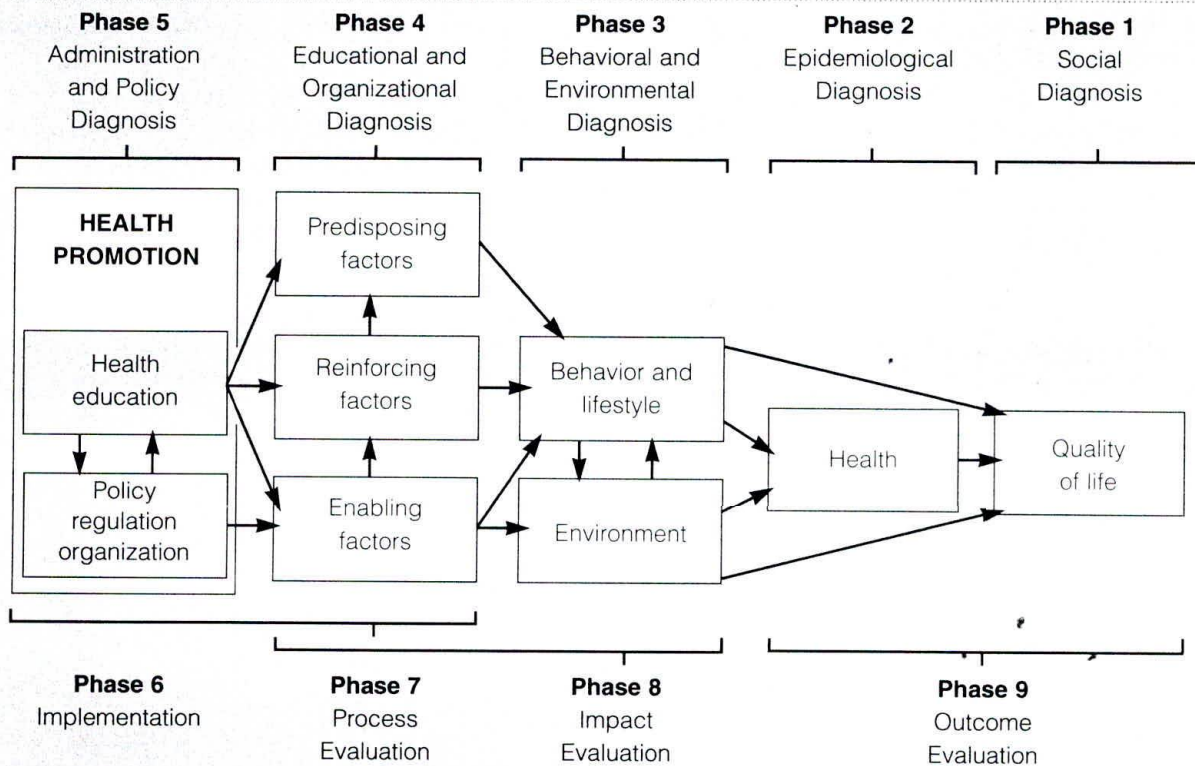 Phase 5
Administration
and Policy
Diagnosis
Phase 4
Educational and
Organizational
Diagnosis
Phase 3
Behavioral and
Environmental
Diagnosis
Phase 2
Epidemiological
Diagnosis
Phase 1
Social
Diagnosis
HEALTH
PROMOTION
Health
education
Policy
regulation
organization
Predisposing
factors
Reinforcing
factors
Enabling
factors
Behavior and
lifestyle
Environment
Health
Quality
of life
Phase 6
Implementation
Phase 7
Process
Evaluation
Phase 8
Impact
Evaluation
Phase 9
Outcome
Evaluation